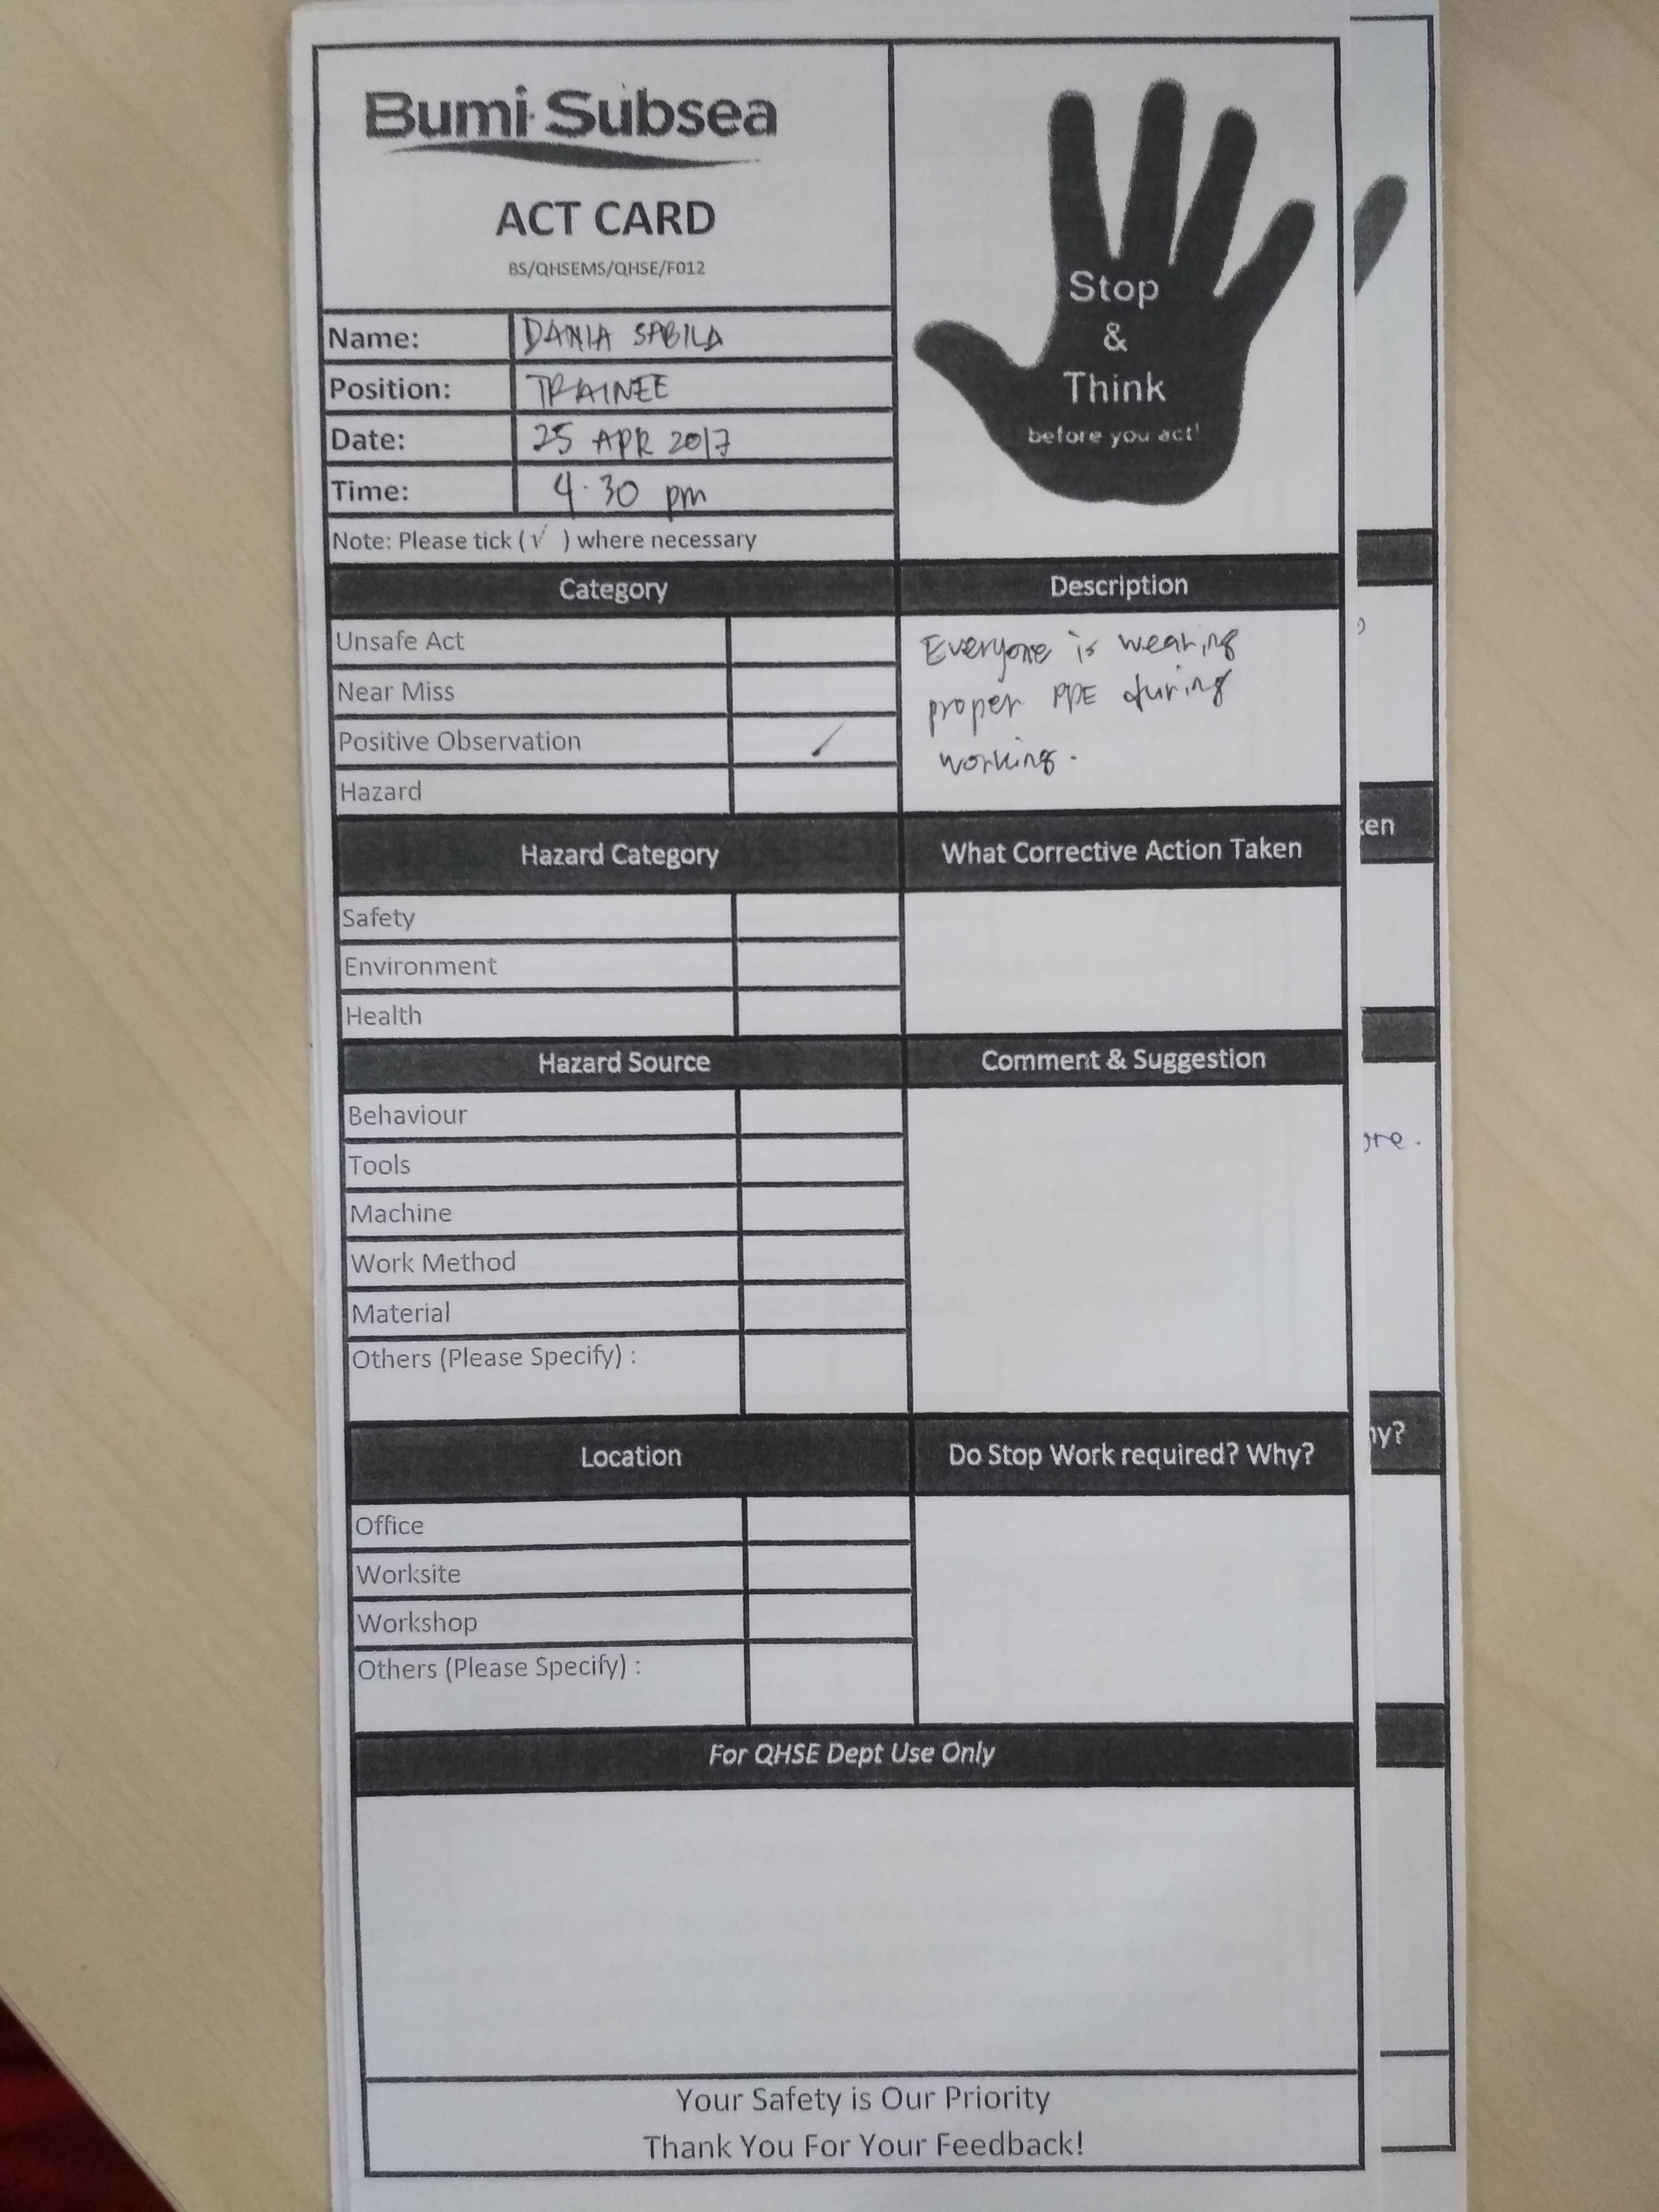 Bumi Subsea
ACT CARD
BS/QHSEMS/QHSE/F012
Stop
&
Think
before you act!
Name: DANIA SABILA
Position: TRAINEE
Date: 25 APR 2017
Time: 4.30 pm
Note: Please tick (√ ) where necessary
Category
Unsafe Act
Near Miss
Positive Observation ✓
Hazard
Description
Everyone is wearing
proper PPE during
working.
Hazard Category
Safety
Environment
Health
What Corrective Action Taken
Hazard Source
Behaviour
Tools
Machine
Work Method
Material
Others (Please Specify) :
Comment & Suggestion
Location
Office
Worksite
Workshop
Others (Please Specify) :
Do Stop Work required? Why?
For QHSE Dept Use Only
Your Safety is Our Priority
Thank You For Your Feedback!